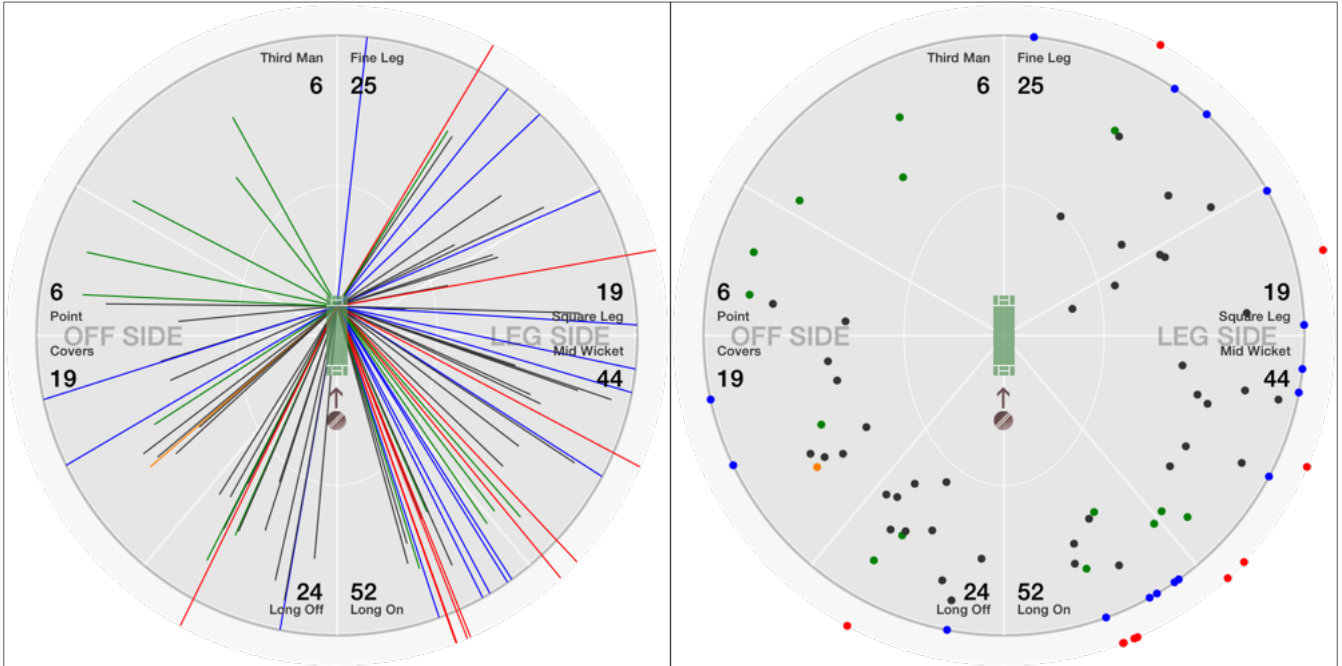 Third Man Fine Leg
6 25
6 19
Point Square Leg
OFF SIDE LEG SIDE
Covers Mid Wicket
19 44
24 52
Long Off Long On
Third Man Fine Leg
6 25
6 19
Point Square Leg
OFF SIDE LEG SIDE
Covers Mid Wicket
19 44
24 52
Long Off Long On